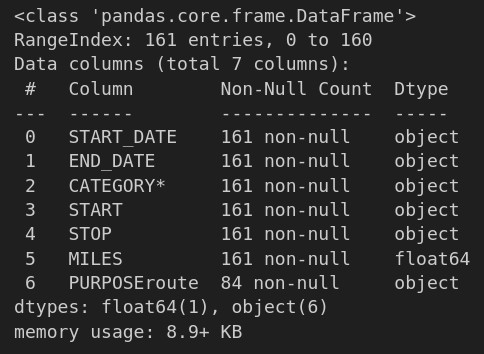 <class 'pandas.core.frame.DataFrame'>
RangeIndex: 161 entries, 0 to 160
Data columns (total 7 columns):
 #   Column        Non-Null Count  Dtype
---  ------        --------------  -----
 0   START_DATE    161 non-null    object
 1   END_DATE      161 non-null    object
 2   CATEGORY*     161 non-null    object
 3   START         161 non-null    object
 4   STOP          161 non-null    object
 5   MILES         161 non-null    float64
 6   PURPOSEroute  84 non-null     object
dtypes: float64(1), object(6)
memory usage: 8.9+ KB